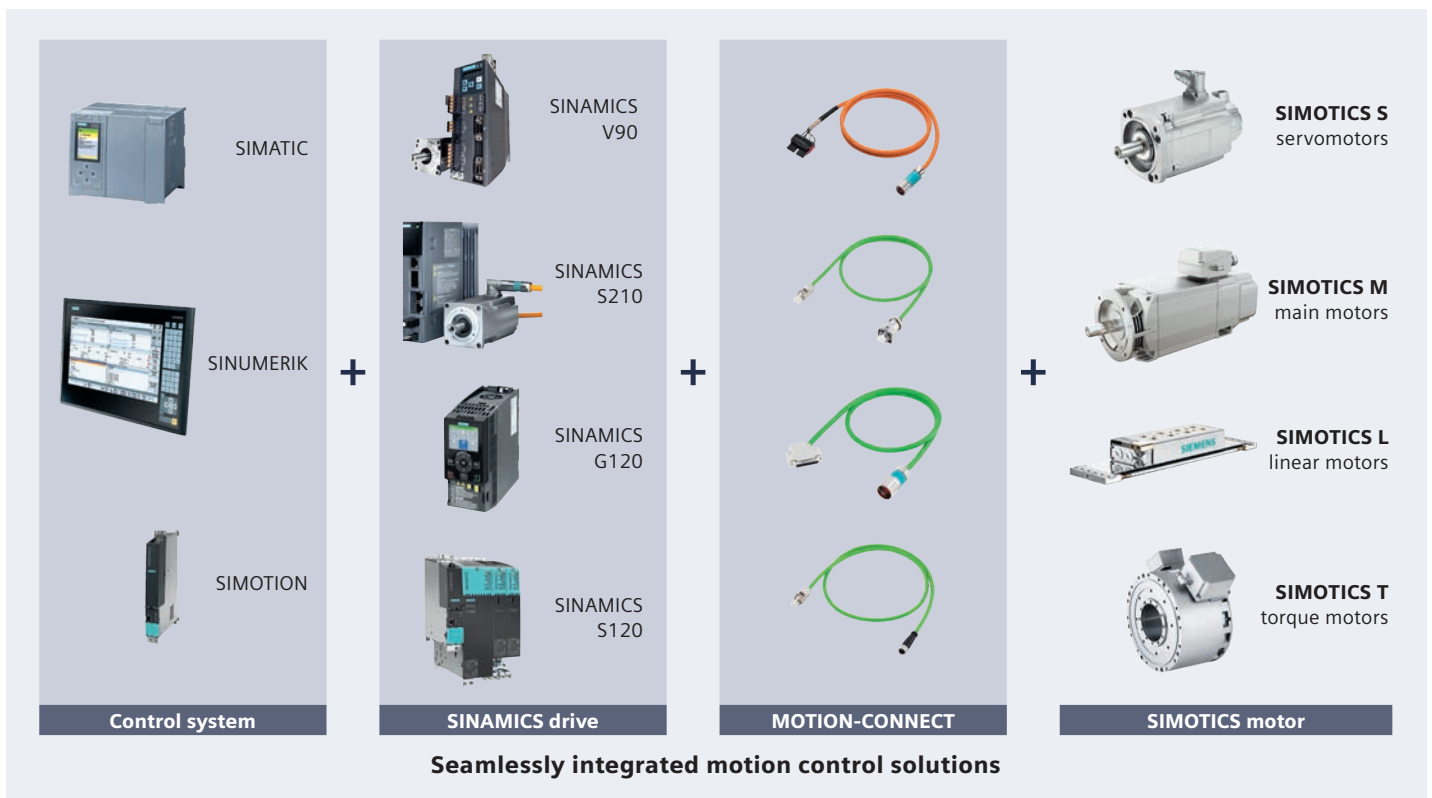 SIMATIC
SINUMERIK
SIMOTION
Control system
+
SINAMICS
V90
SINAMICS
S210
SINAMICS
G120
SINAMICS
S120
SINAMICS drive
+
MOTION-CONNECT
+
SIMOTICS S
servomotors
SIMOTICS M
main motors
SIEMENS
SIMOTICS L
linear motors
SIMOTICS T
torque motors
SIMOTICS motor
Seamlessly integrated motion control solutions